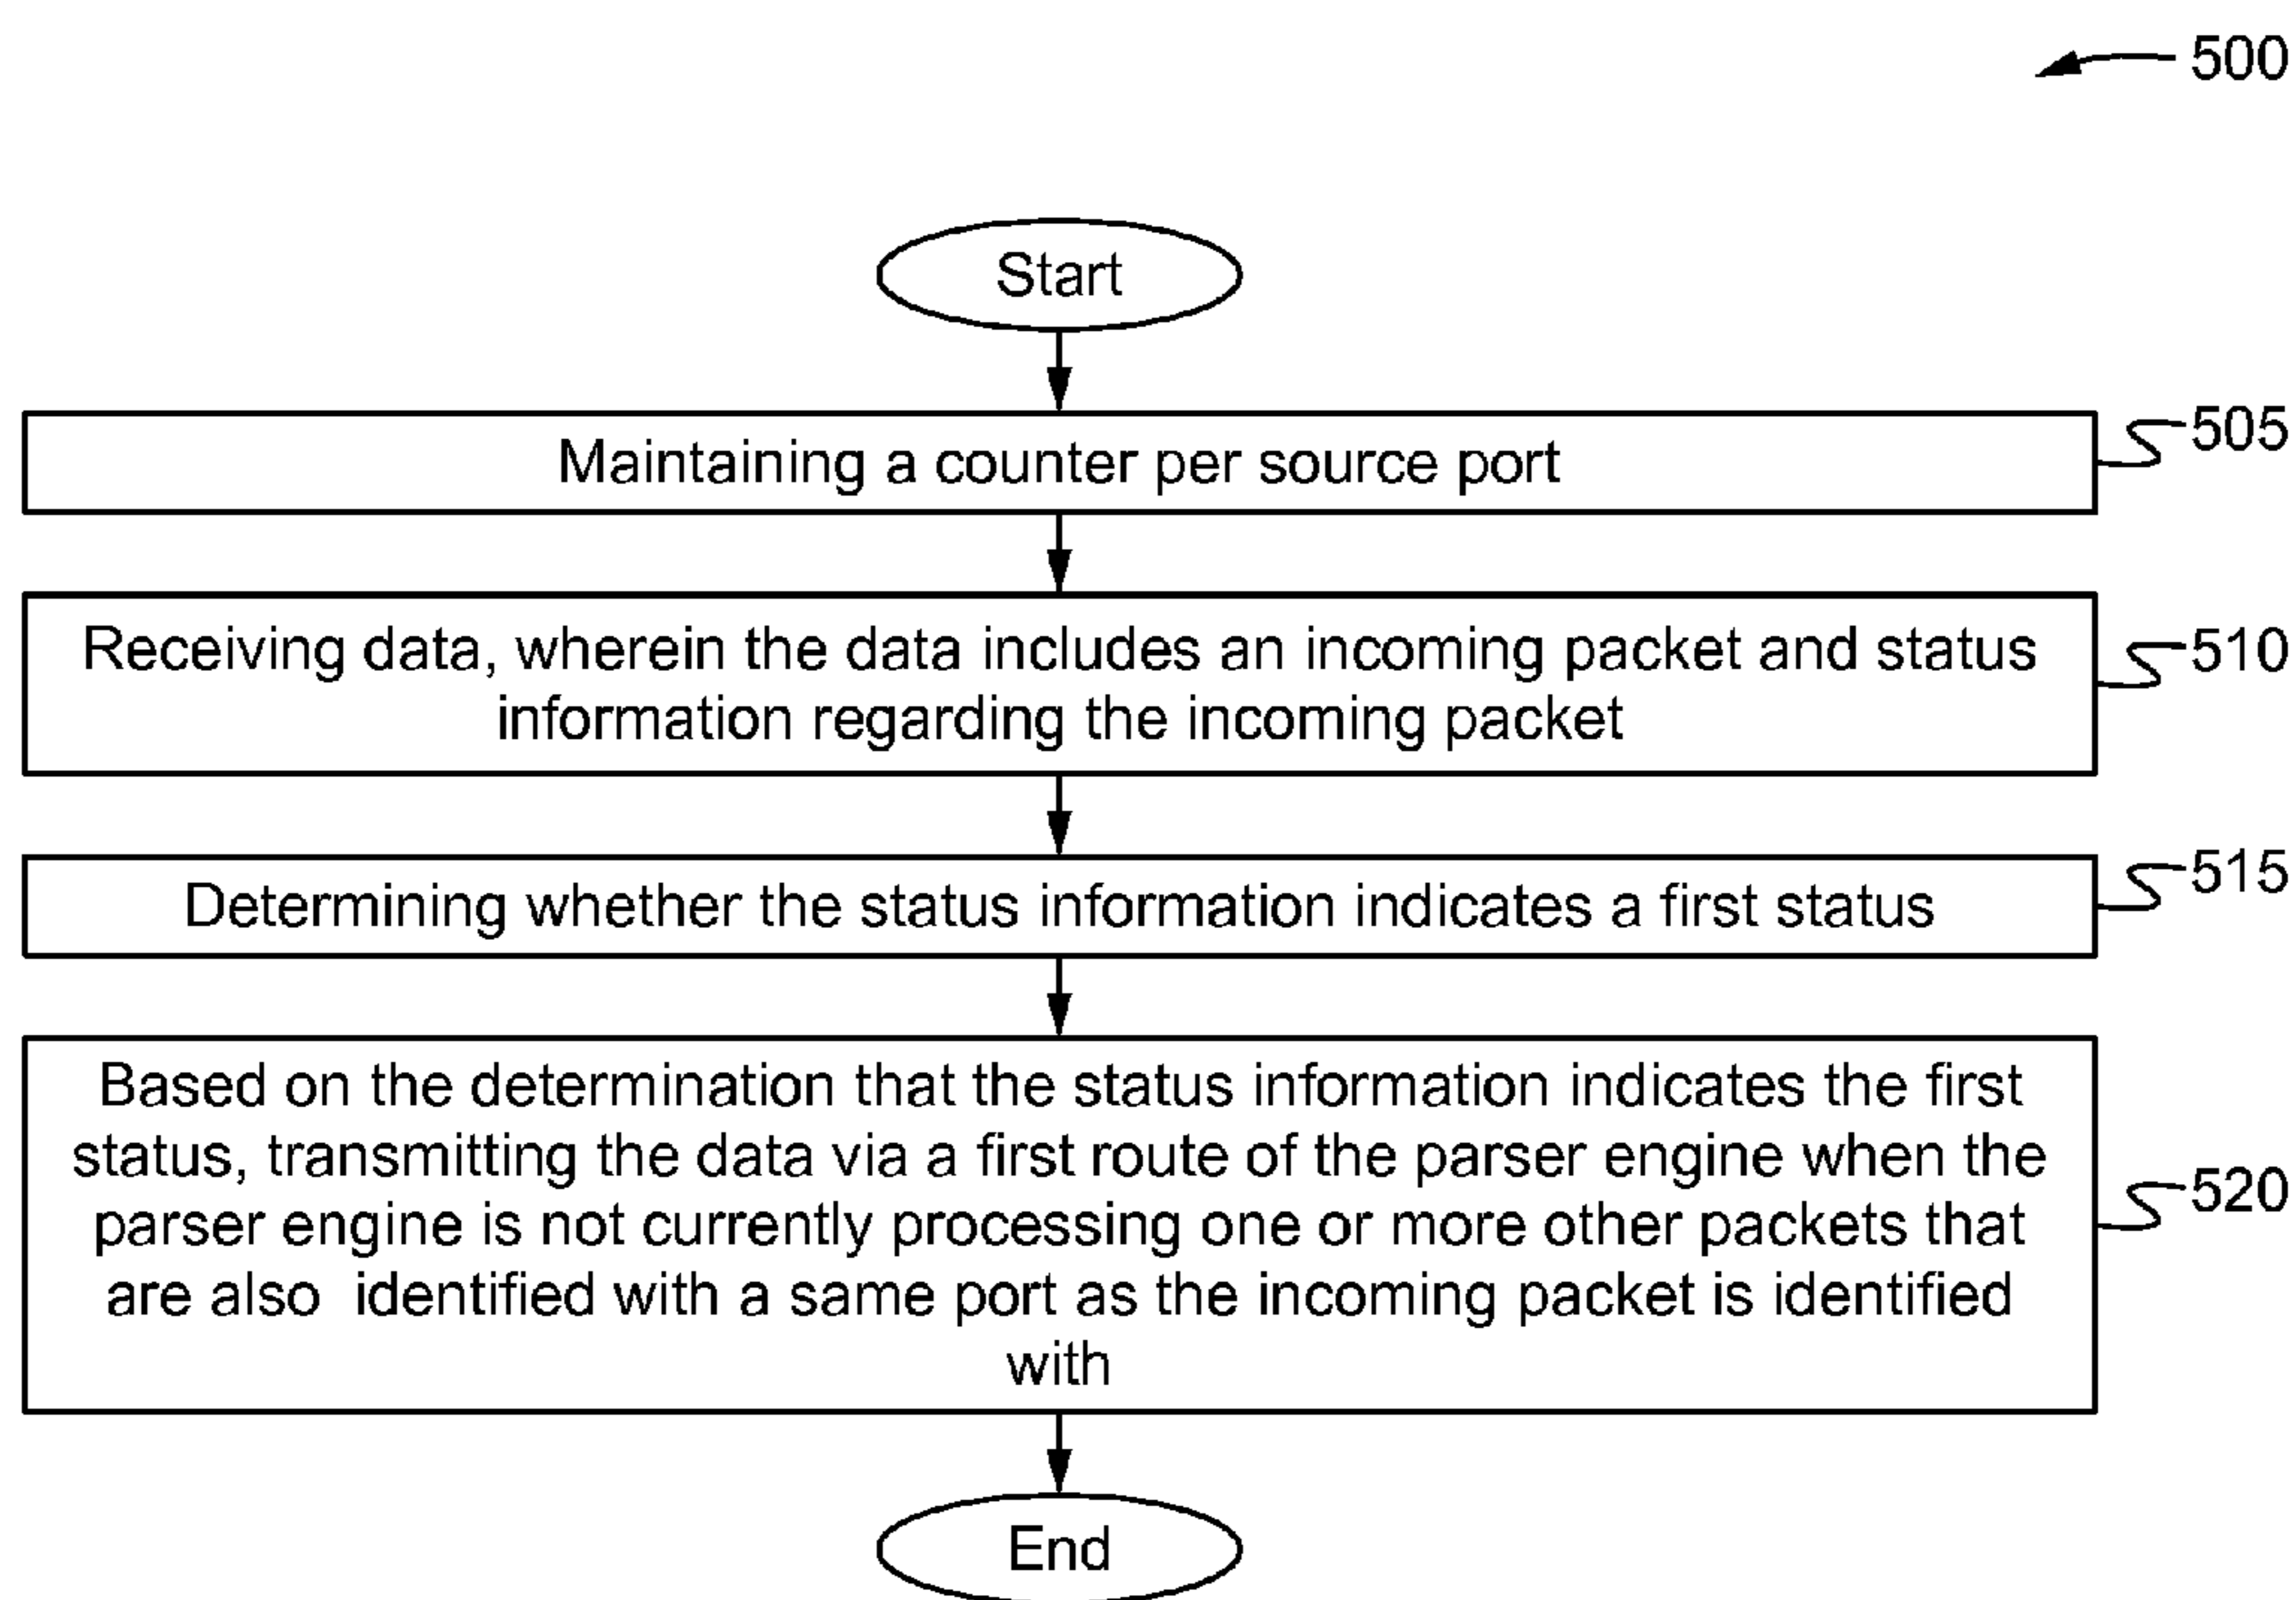 500
Start
Maintaining a counter per source port
505
Receiving data, wherein the data includes an incoming packet and status
information regarding the incoming packet
510
Determining whether the status information indicates a first status
515
Based on the determination that the status information indicates the first
status, transmitting the data via a first route of the parser engine when the
parser engine is not currently processing one or more other packets that
are also identified with a same port as the incoming packet is identified
with
520
End